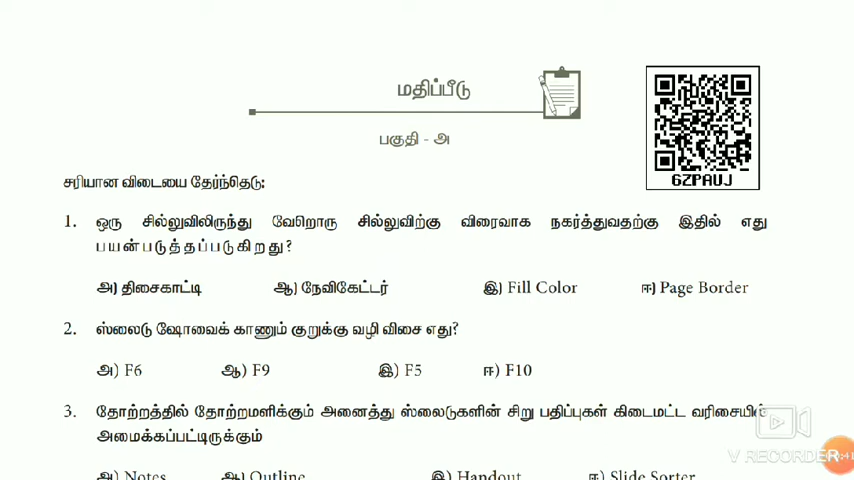 மதிப்பீடு
பகுதி - அ
6ZPAUJ
சரியான விடையை தேர்ந்தெடு:
1. ஒரு சில்லுவிலிருந்து வேறொரு சில்லுவிற்கு விரைவாக நகர்த்துவதற்கு இதில் எது
பயன்படுத்தப்படுகிறது?
அ) திசைகாட்டி ஆ) நேவிகேட்டர் இ) Fill Color ஈ) Page Border
2. ஸ்லைடு ஷோவைக் காணும் குறுக்கு வழி விசை எது?
அ) F6 ஆ) F9 இ) F5 ஈ) F10
3. தோற்றத்தில் தோற்றமளிக்கும் அனைத்து ஸ்லைடுகளின் சிறு பதிப்புகள் கிடைமட்ட வரிசையில்
அமைக்கப்பட்டிருக்கும்
அ) Notes ஆ) Outline இ) Handout ஈ) Slide Sorter
V RECORDER